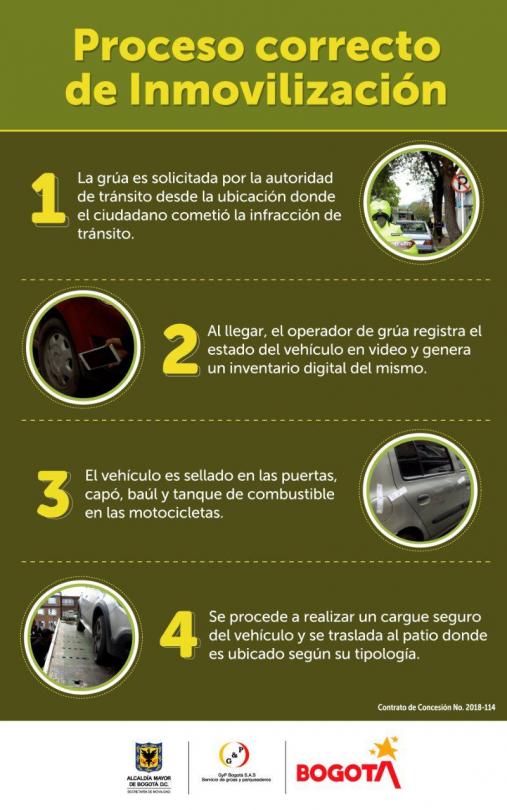 Proceso correcto
de Inmovilización
1
La grúa es solicitada por la autoridad
de tránsito desde la ubicación donde
el ciudadano cometió la infracción de
tránsito.
2
Al llegar, el operador de grúa registra el
estado del vehículo en video y genera
un inventario digital del mismo.
3
El vehículo es sellado en las puertas,
capó, baúl y tanque de combustible
en las motocicletas.
4
Se procede a realizar un cargue seguro
del vehículo y se traslada al patio donde
es ubicado según su tipología.
Contrato de Concesión No. 2018-114
ALCALDÍA MAYOR
DE BOGOTÁ D.C.
SECRETARÍA DE MOVILIDAD
G&P
GyP Bogotá S.A.S
Servicio de grúas y parqueaderos
BOGOTÁ